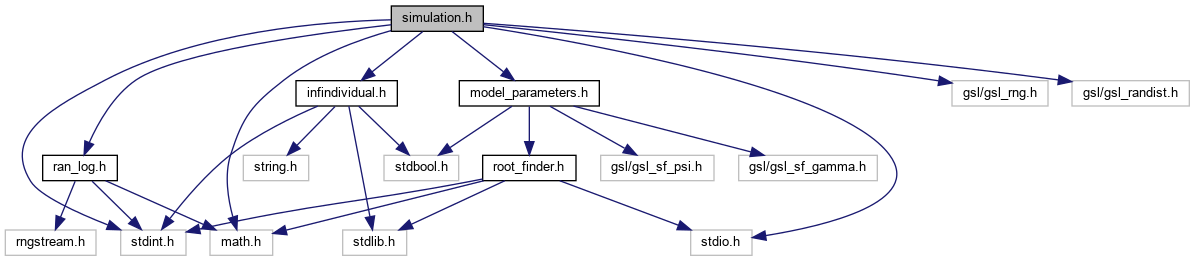 simulation.h
infindividual.h
model_parameters.h
gsl/gsl_rng.h
gsl/gsl_randist.h
ran_log.h
string.h
stdbool.h
root_finder.h
gsl/gsl_sf_psi.h
gsl/gsl_sf_gamma.h
rngstream.h
stdint.h
math.h
stdlib.h
stdio.h